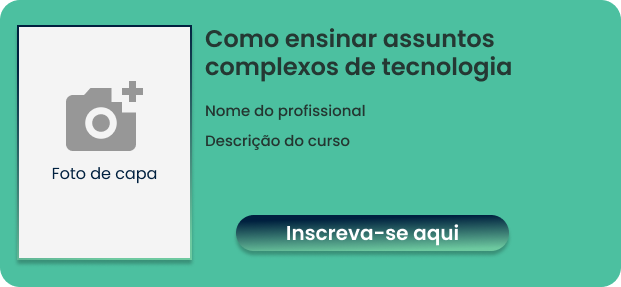 Como ensinar assuntos
complexos de tecnologia
Nome do profissional
Descrição do curso
Foto de capa
Inscreva-se aqui